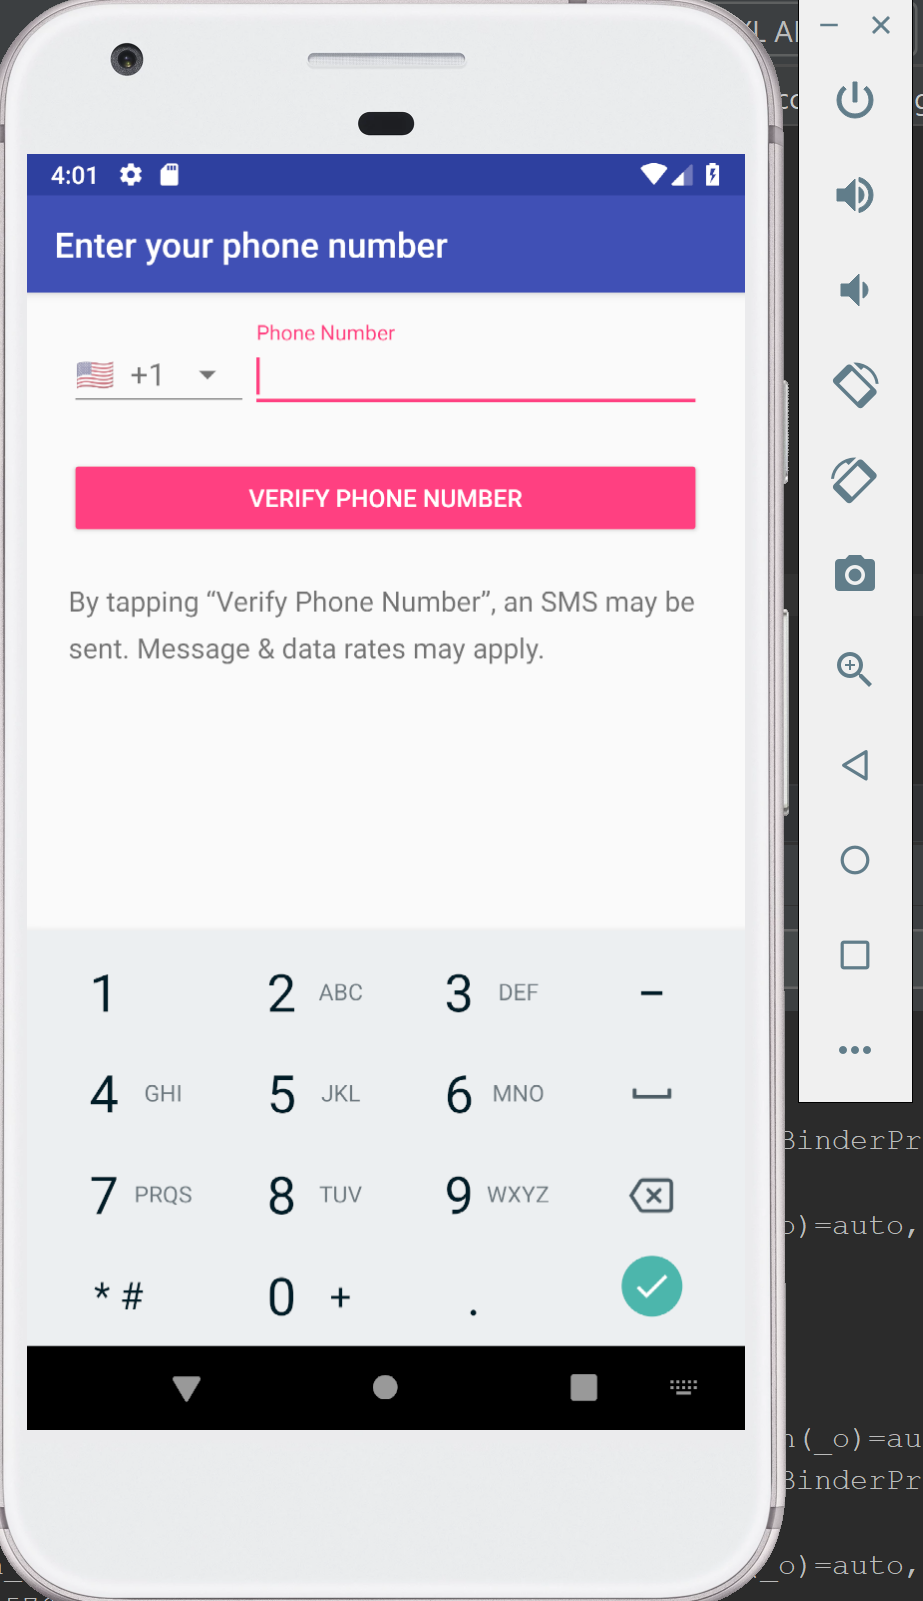 4:01
Enter your phone number
Phone Number
+1
VERIFY PHONE NUMBER
By tapping “Verify Phone Number”, an SMS may be
sent. Message & data rates may apply.
1 2 ABC 3 DEF –
4 GHI 5 JKL 6 MNO
7 PRQS 8 TUV 9 WXYZ
* # 0 + .
BinderPr
o)=auto,
n(_o)=au
BinderPr
_o)=auto,